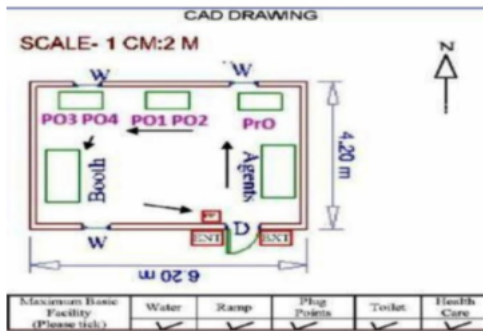 CAD DRAWING
SCALE- 1 CM:2 M
N
W W
PO3 PO4 PO1 PO2 PrO
4.20 m
Booth Agents
W D
ENT EXT
6.20 m
Maximum Basic Facility (Please tick) Water Ramp Plug Points Toilet Health Care